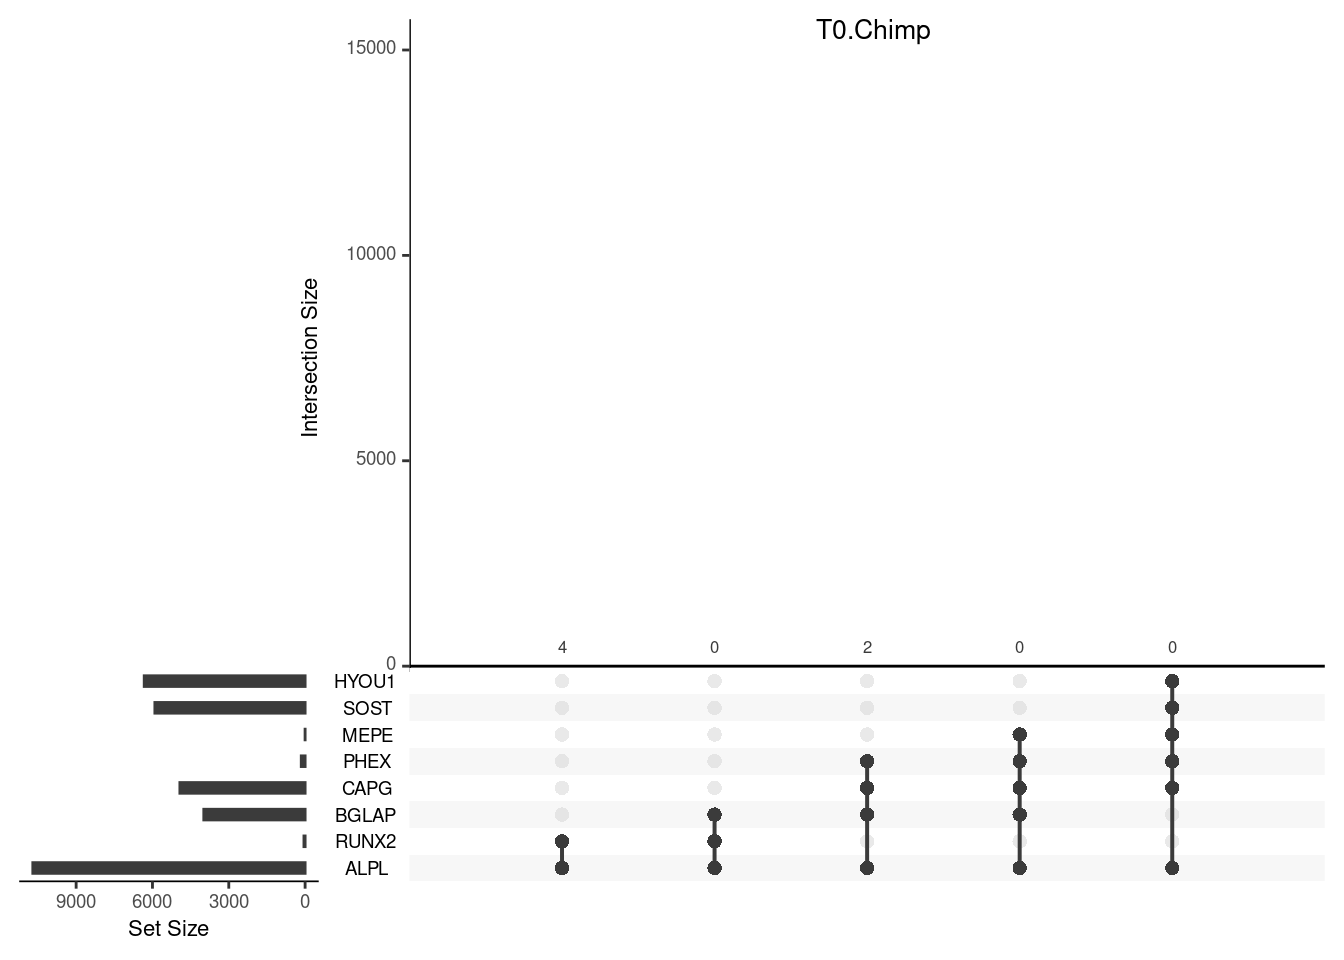 T0.Chimp
15000
10000
5000
0
Intersection Size
4 0 2 0 0
HYOU1
SOST
MEPE
PHEX
CAPG
BGLAP
RUNX2
ALPL
9000 6000 3000 0
Set Size